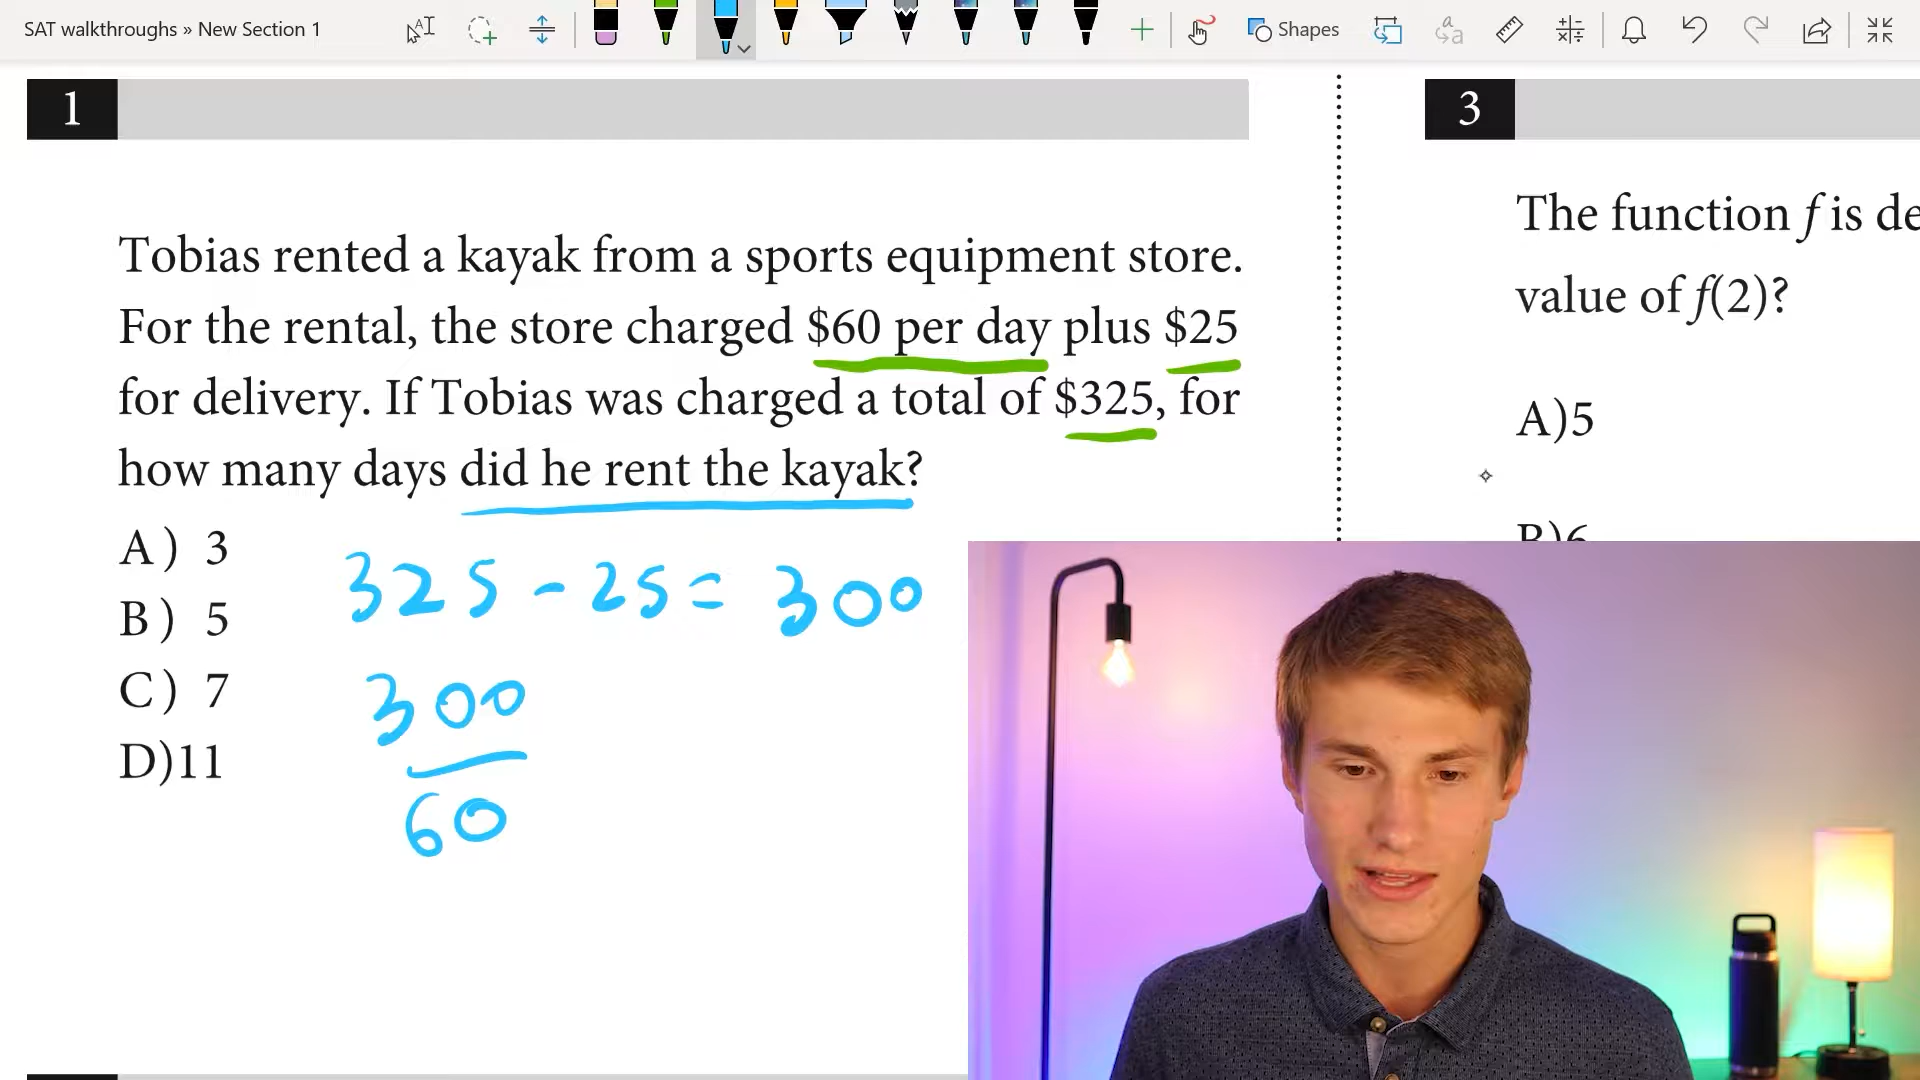 SAT walkthroughs » New Section 1
Shapes
1
Tobias rented a kayak from a sports equipment store.
For the rental, the store charged $60 per day plus $25
for delivery. If Tobias was charged a total of $325, for
how many days did he rent the kayak?
A) 3
B) 5
C) 7
D)11
325 - 25 = 300
300
60
3
The function f is de
value of f(2)?
A)5
B)6